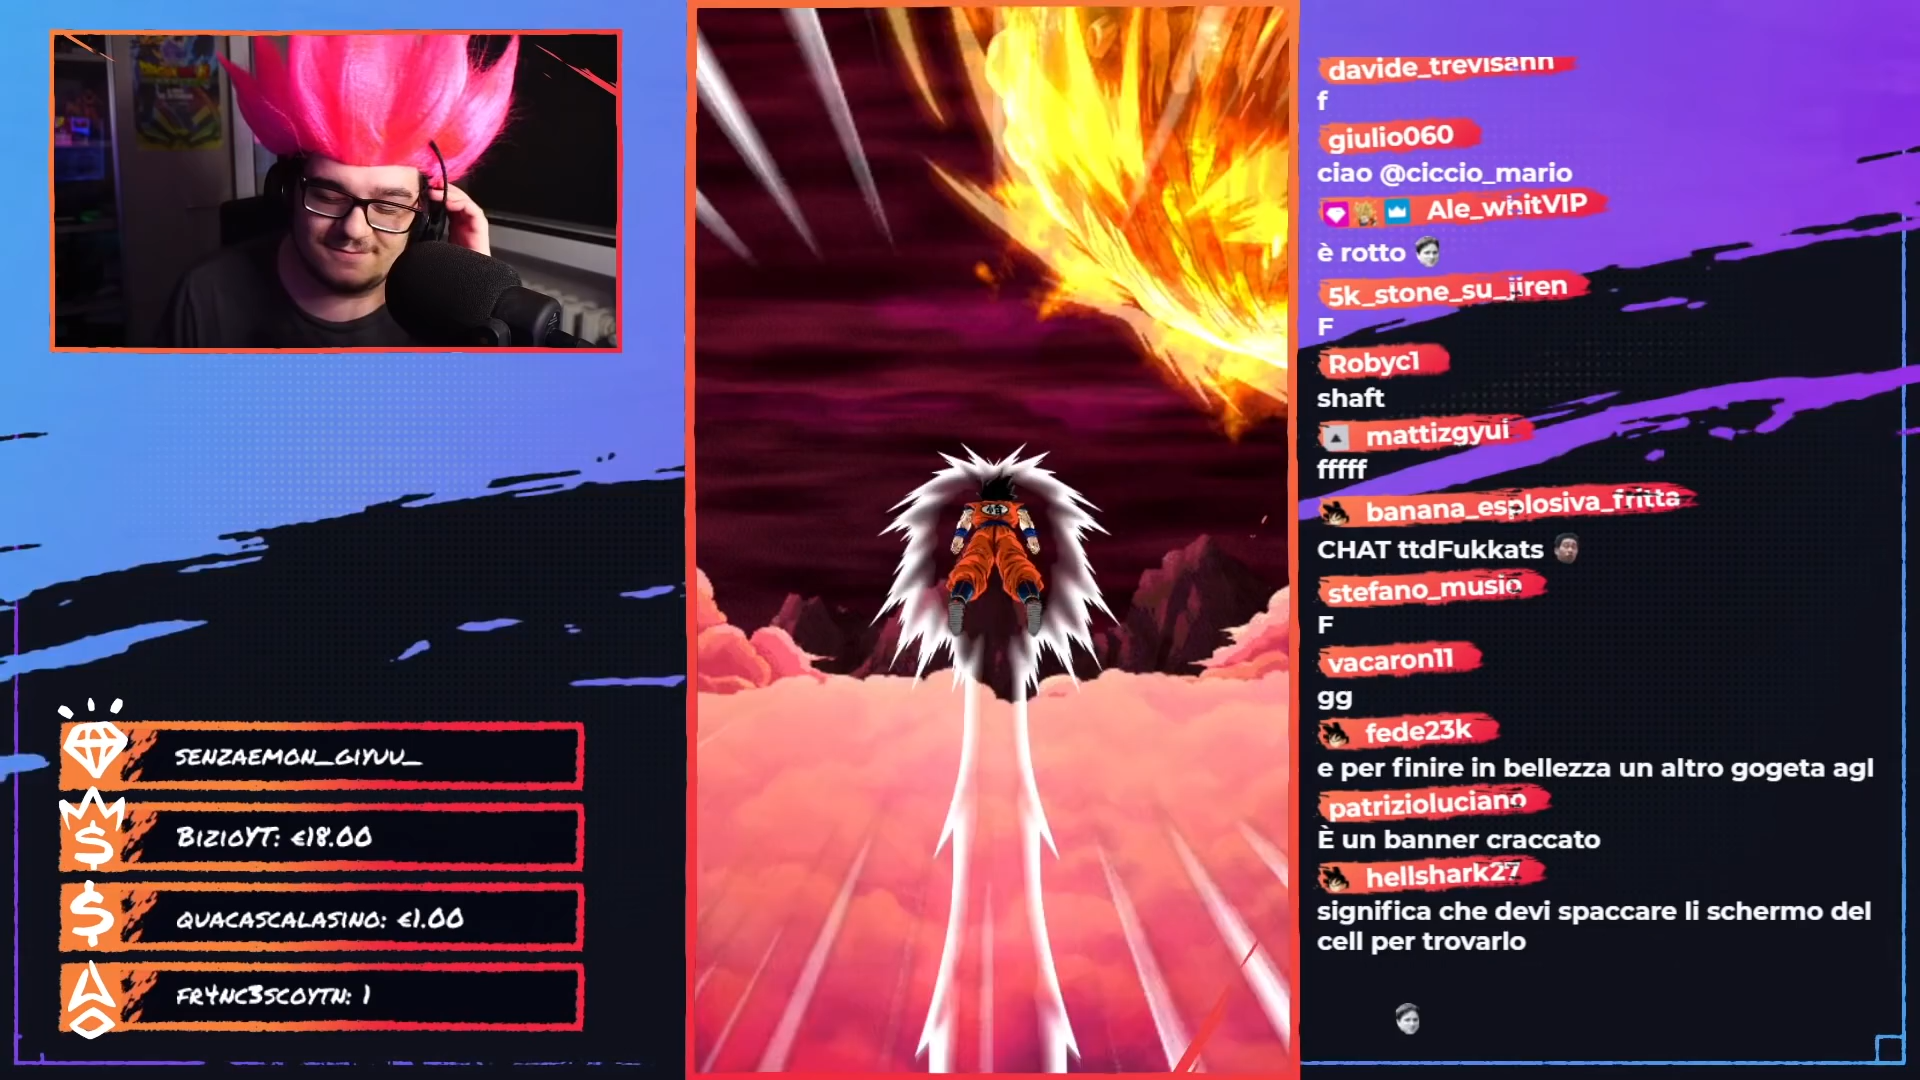 SENZAEMON_GIYUU_
BIZIOYT: €18.00
QUACASCALASINO: €1.00
FR4NC3SCOYTN: 1
davide_trevisann
f
giulio060
ciao @ciccio_mario
Ale_whitVIP
è rotto
5k_stone_su_jiren
F
Robyc1
shaft
mattizgyui
fffff
banana_esplosiva_fritta
CHAT ttdFukkats
stefano_musio
F
vacaron11
gg
fede23k
e per finire in bellezza un altro gogeta agl
patrizioluciano
È un banner craccato
hellshark27
significa che devi spaccare li schermo del
cell per trovarlo